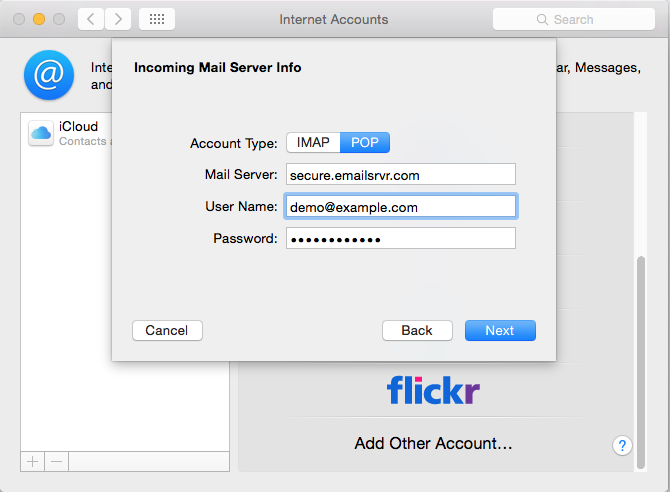 Internet Accounts
Search
Inte
ar, Messages,
and
Incoming Mail Server Info
iCloud
Contacts a
Account Type: IMAP POP
Mail Server: secure.emailsrvr.com
User Name: demo@example.com
Password: ••••••••••••
Cancel Back Next
flickr
Add Other Account...
?